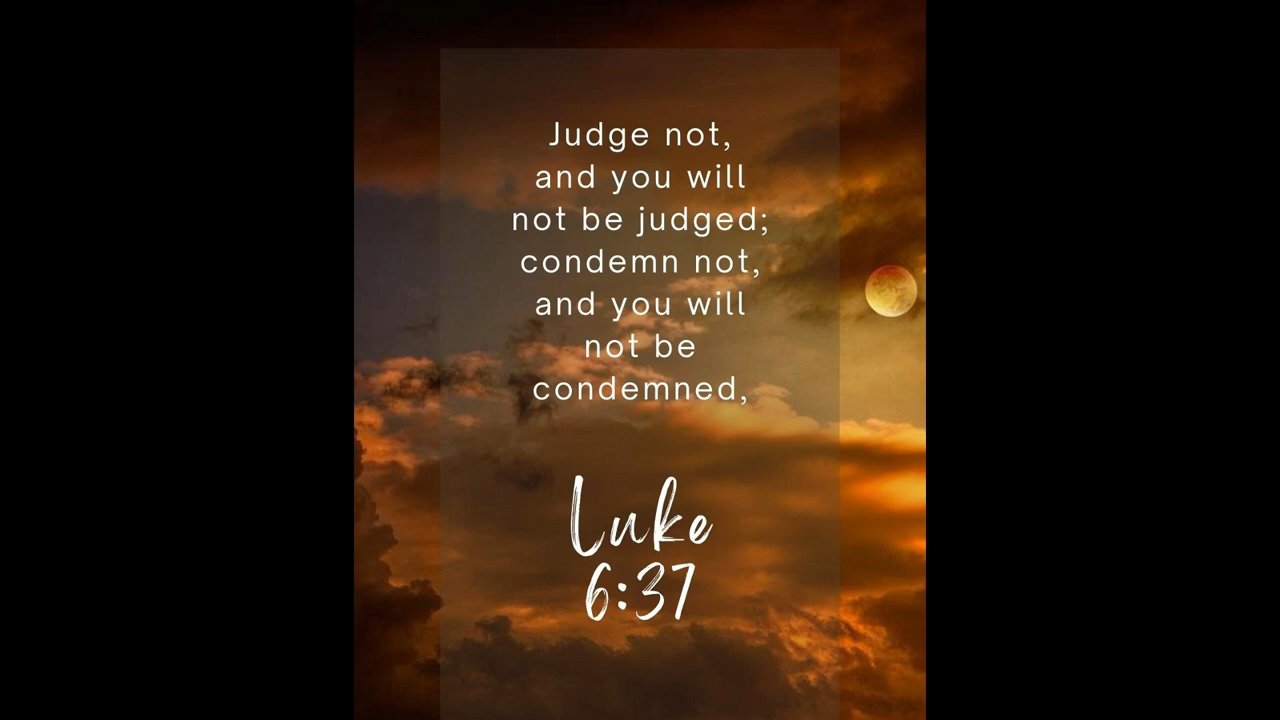 Judge not,
and you will
not be judged;
condemn not,
and you will
not be
condemned,
Luke
6:37